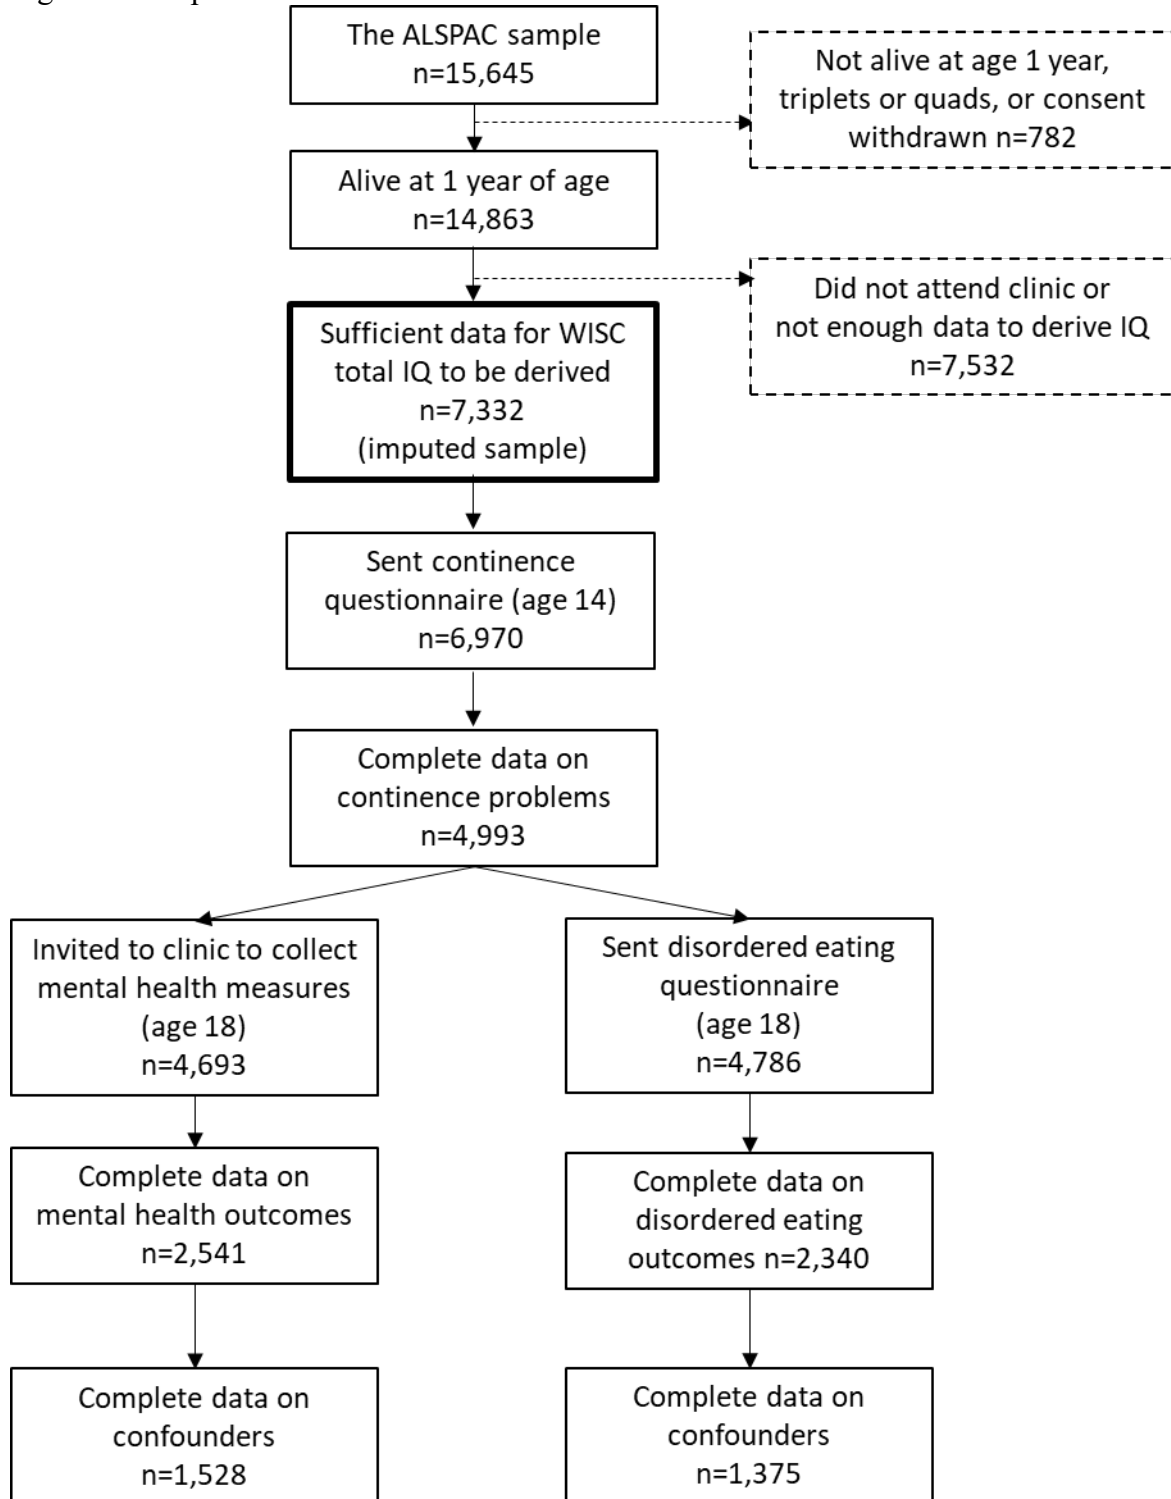 The ALSPAC sample
n=15,645
Not alive at age 1 year,
triplets or quads, or consent
withdrawn n=782
Alive at 1 year of age
n=14,863
Did not attend clinic or
not enough data to derive IQ
n=7,532
Sufficient data for WISC
total IQ to be derived
n=7,332
(imputed sample)
Sent continence
questionnaire (age 14)
n=6,970
Complete data on
continence problems
n=4,993
Invited to clinic to collect
mental health measures
(age 18)
n=4,693
Sent disordered eating
questionnaire
(age 18)
n=4,786
Complete data on
mental health outcomes
n=2,541
Complete data on
disordered eating
outcomes n=2,340
Complete data on
confounders
n=1,528
Complete data on
confounders
n=1,375